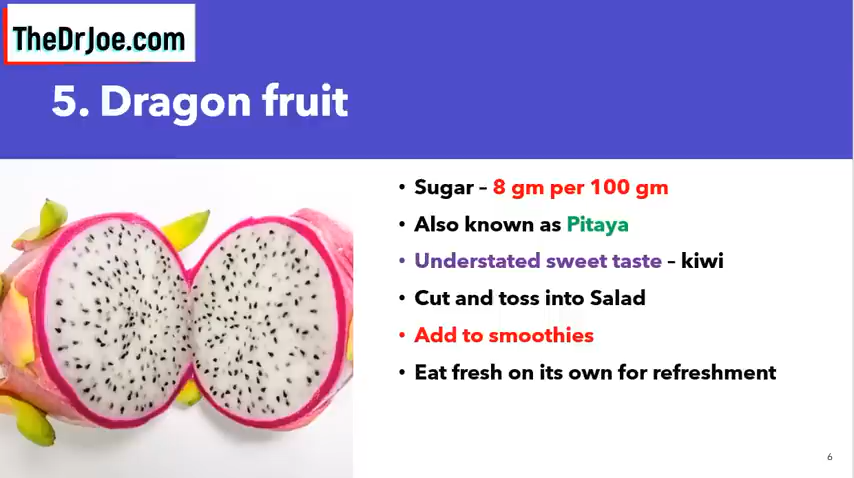 TheDrJoe.com
5. Dragon fruit
• Sugar – 8 gm per 100 gm
• Also known as Pitaya
• Understated sweet taste – kiwi
• Cut and toss into Salad
• Add to smoothies
• Eat fresh on its own for refreshment
6